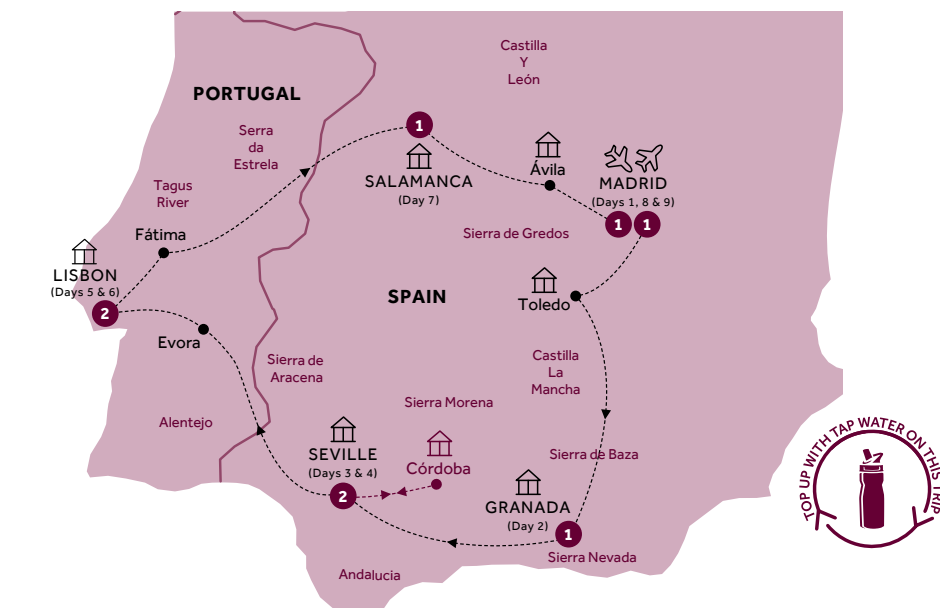 Castilla
Y
León
PORTUGAL
Serra
da
Estrela
1
SALAMANCA
(Day 7)
Ávila
MADRID
(Days 1, 8 & 9)
1
1
Tagus
River
Fátima
Sierra de Gredos
LISBON
(Days 5 & 6)
2
SPAIN
Toledo
Evora
Sierra de
Aracena
Castilla
La
Mancha
Sierra Morena
Alentejo
SEVILLE
(Days 3 & 4)
2
Córdoba
Sierra de Baza
GRANADA
(Day 2)
1
Sierra Nevada
Andalucia
TOP UP WITH TAP WATER ON THIS TRIP